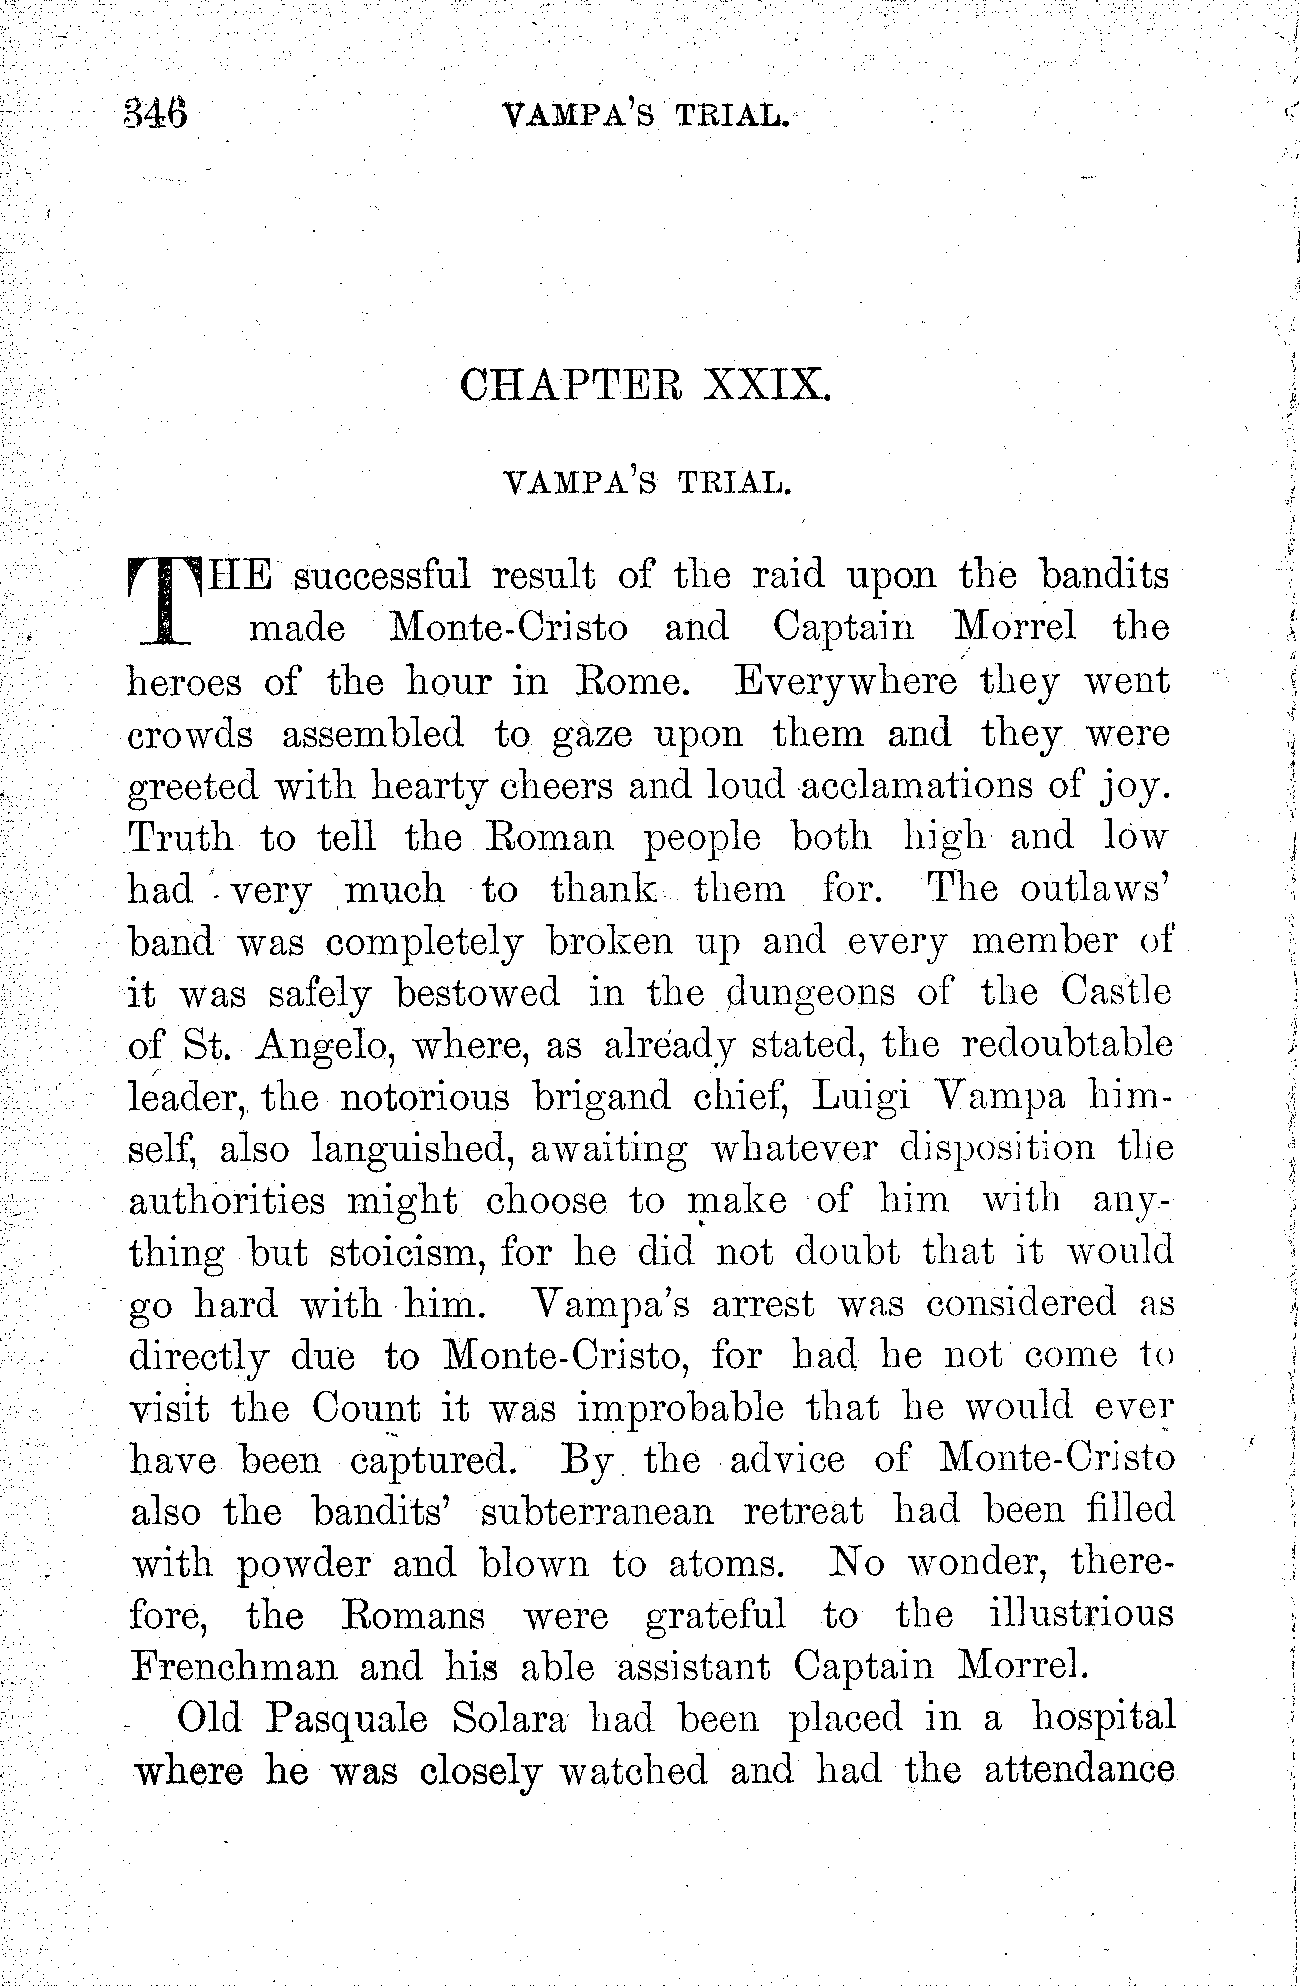 346 VAMPA'S TRIAL.
CHAPTER XXIX.
VAMPA'S TRIAL.
THE successful result of the raid upon the bandits
made Monte-Cristo and Captain Morrel the
heroes of the hour in Rome. Everywhere they went
crowds assembled to gaze upon them and they were
greeted with hearty cheers and loud acclamations of joy.
Truth to tell the Roman people both high and low
had very much to thank them for. The outlaws'
band was completely broken up and every member of
it was safely bestowed in the dungeons of the Castle
of St. Angelo, where, as already stated, the redoubtable
leader, the notorious brigand chief, Luigi Vampa him-
self, also languished, awaiting whatever disposition the
authorities might choose to make of him with any-
thing but stoicism, for he did not doubt that it would
go hard with him. Vampa's arrest was considered as
directly due to Monte-Cristo, for had he not come to
visit the Count it was improbable that he would ever
have been captured. By the advice of Monte-Cristo
also the bandits' subterranean retreat had been filled
with powder and blown to atoms. No wonder, there-
fore, the Romans were grateful to the illustrious
Frenchman and his able assistant Captain Morrel.
Old Pasquale Solara had been placed in a hospital
where he was closely watched and had the attendance